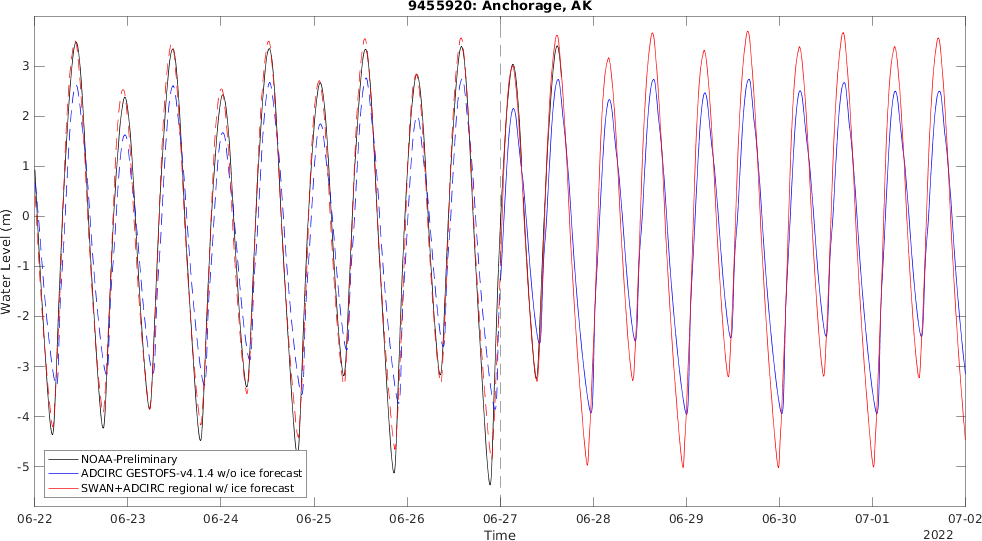 9455920: Anchorage, AK
3
2
1
0
-1
-2
-3
-4
-5
Water Level (m)
NOAA-Preliminary
ADCIRC GESTOFS-v4.1.4 w/o ice forecast
SWAN+ADCIRC regional w/ ice forecast
06-22 06-23 06-24 06-25 06-26 06-27 06-28 06-29 06-30 07-01 07-02
Time
2022